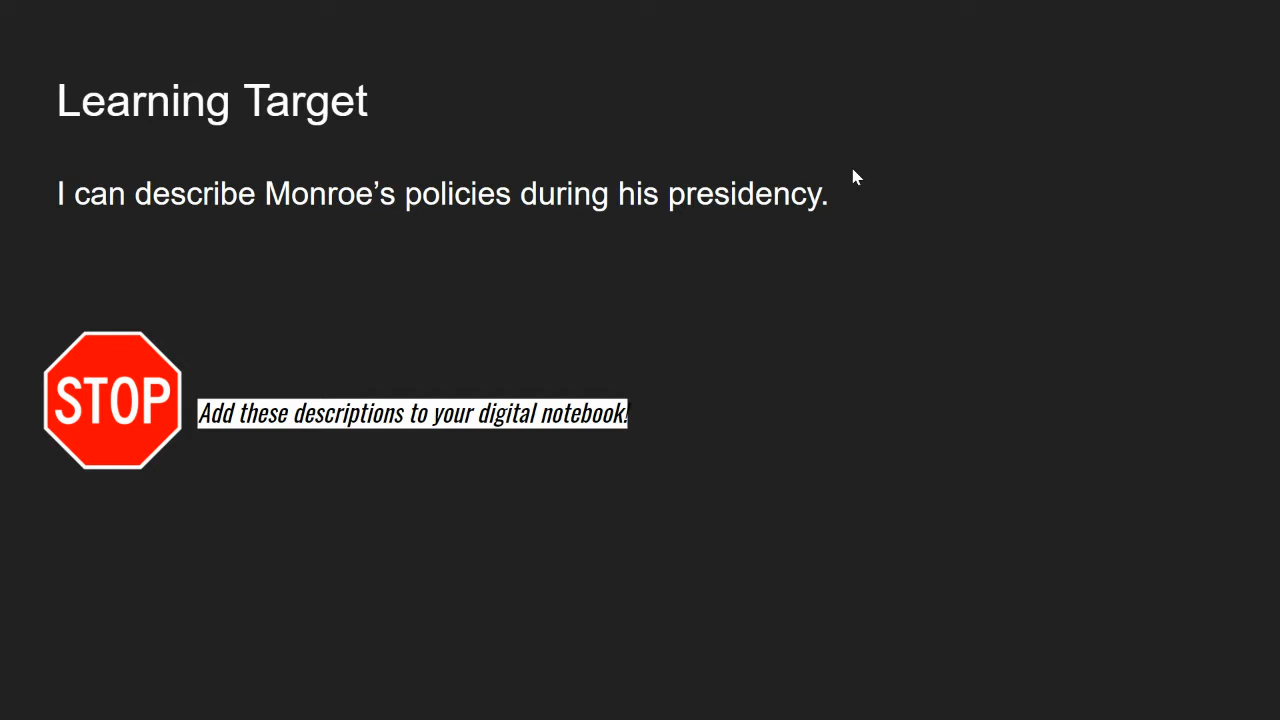 Learning Target
I can describe Monroe’s policies during his presidency.
STOP
Add these descriptions to your digital notebook!